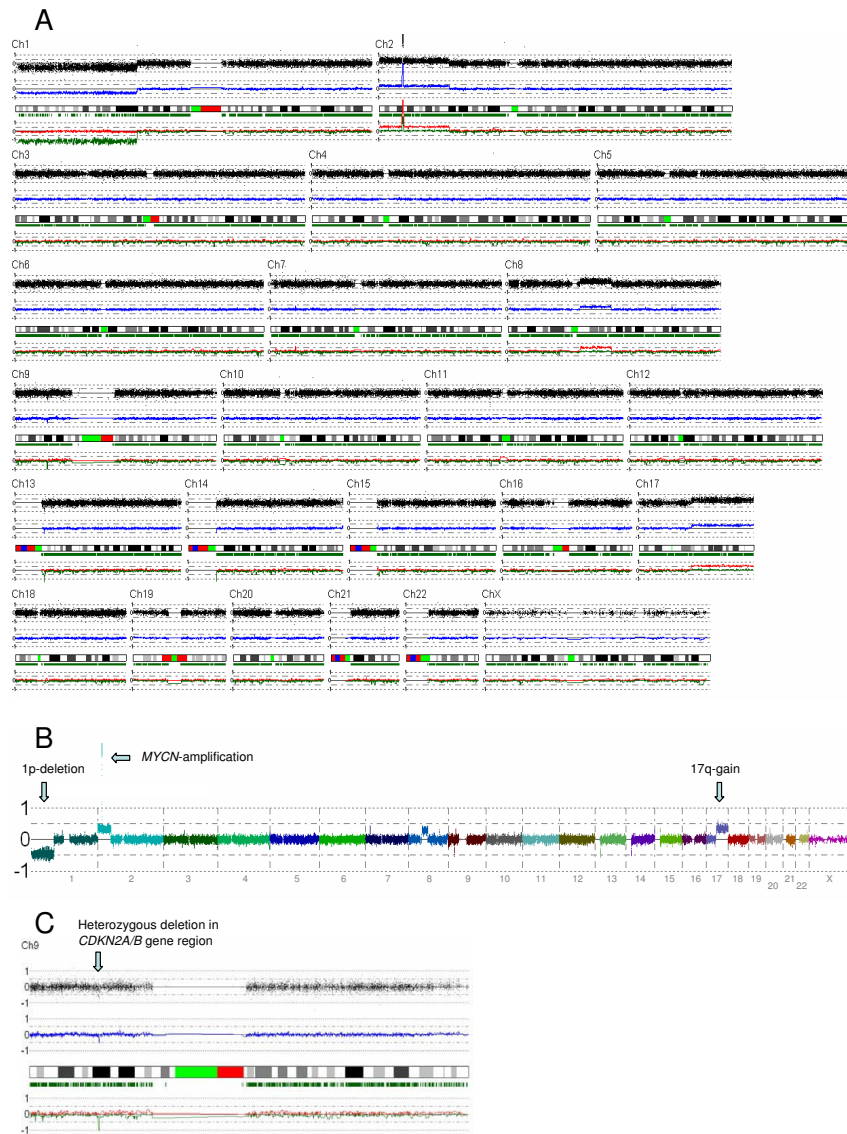 A
Ch1 Ch2
Ch3 Ch4 Ch5
Ch6 Ch7 Ch8
Ch9 Ch10 Ch11 Ch12
Ch13 Ch14 Ch15 Ch16 Ch17
Ch18 Ch19 Ch20 Ch21 Ch22 ChX
B
MYCN-amplification
1p-deletion 17q-gain
1
0
-1
1 2 3 4 5 6 7 8 9 10 11 12 13 14 15 16 17 18 19 20 21 22 X
C
Heterozygous deletion in
CDKN2A/B gene region
Ch9
1
0
-1
1
0
-1
1
0
-1